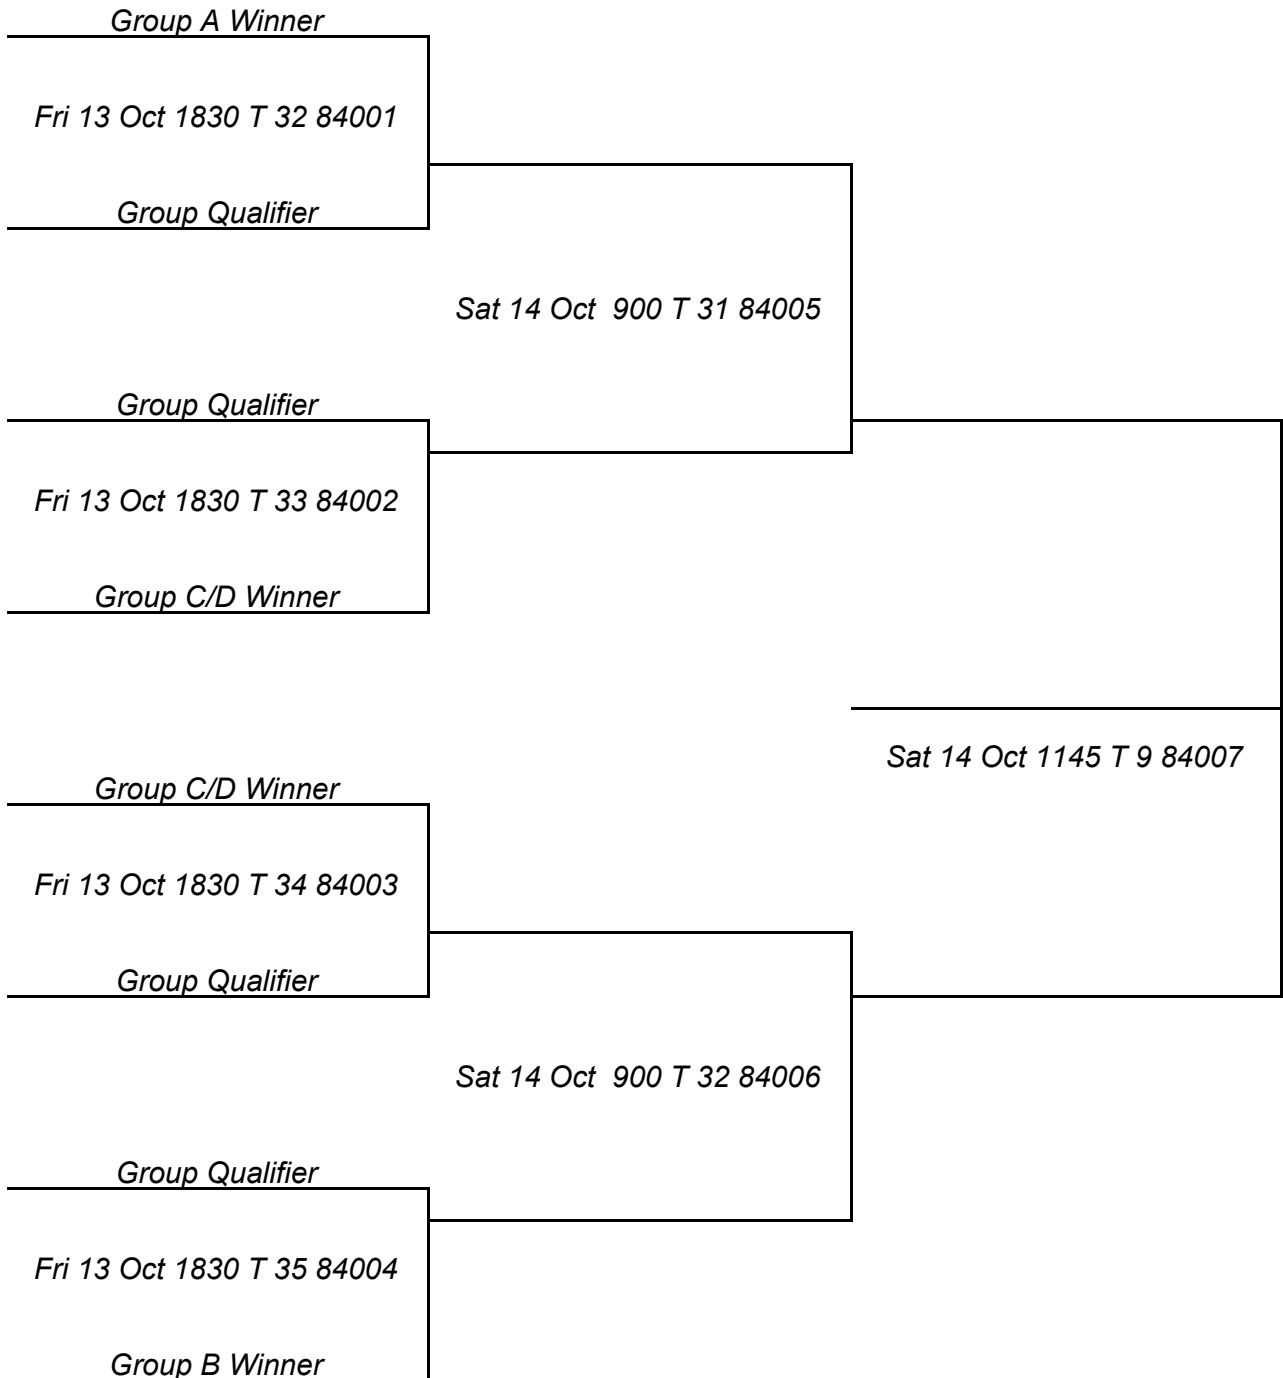 Group A Winner
Fri 13 Oct 1830 T 32 84001
Group Qualifier
Sat 14 Oct  900 T 31 84005
Group Qualifier
Fri 13 Oct 1830 T 33 84002
Group C/D Winner
Sat 14 Oct 1145 T 9 84007
Group C/D Winner
Fri 13 Oct 1830 T 34 84003
Group Qualifier
Sat 14 Oct  900 T 32 84006
Group Qualifier
Fri 13 Oct 1830 T 35 84004
Group B Winner